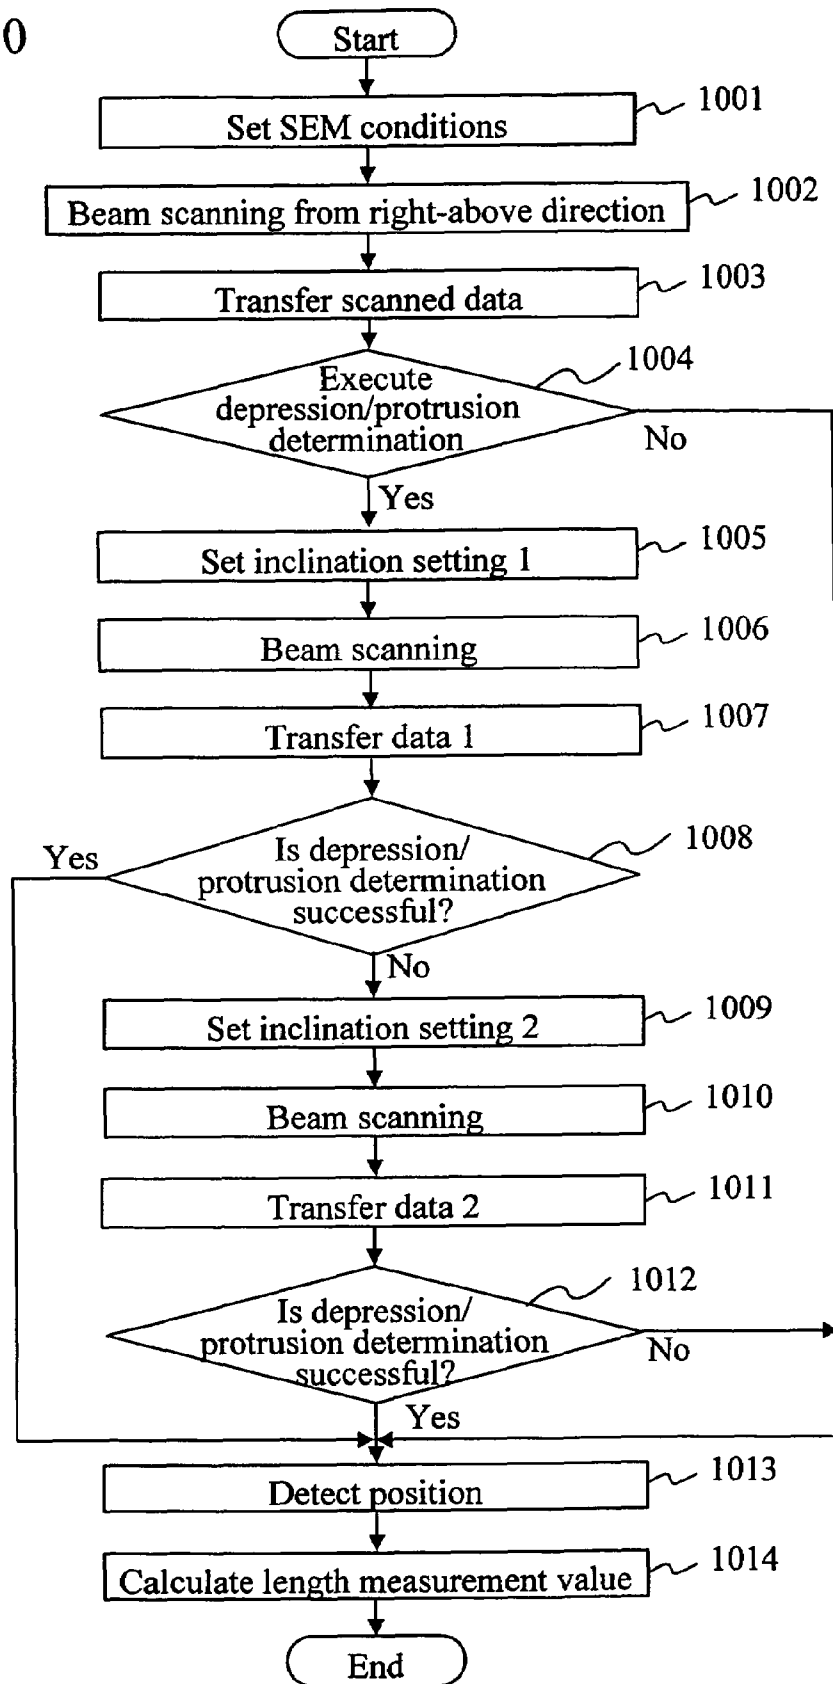 0
Start
1001
Set SEM conditions
1002
Beam scanning from right-above direction
1003
Transfer scanned data
1004
Execute
depression/protrusion
determination
No
Yes
1005
Set inclination setting 1
1006
Beam scanning
1007
Transfer data 1
1008
Yes
Is depression/
protrusion determination
successful?
No
1009
Set inclination setting 2
1010
Beam scanning
1011
Transfer data 2
1012
Is depression/
protrusion determination
successful?
No
Yes
1013
Detect position
1014
Calculate length measurement value
End